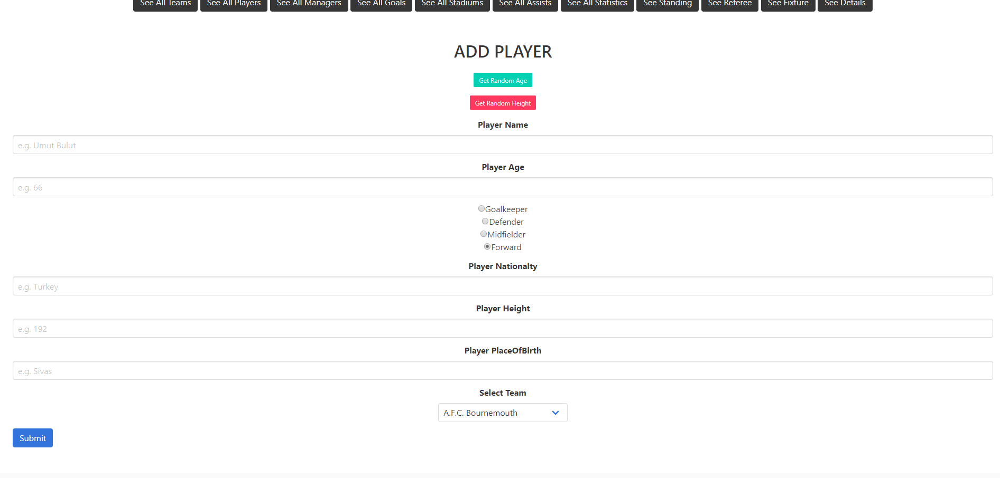 See All Teams See All Players See All Managers See All Goals See All Stadiums See All Assists See All Statistics See Standing See Referee See Fixture See Details
ADD PLAYER
Get Random Age
Get Random Height
Player Name
e.g. Umut Bulut
Player Age
e.g. 66
Goalkeeper
Defender
Midfielder
Forward
Player Nationalty
e.g. Turkey
Player Height
e.g. 192
Player PlaceOfBirth
e.g. Sivas
Select Team
A.F.C. Bournemouth
Submit